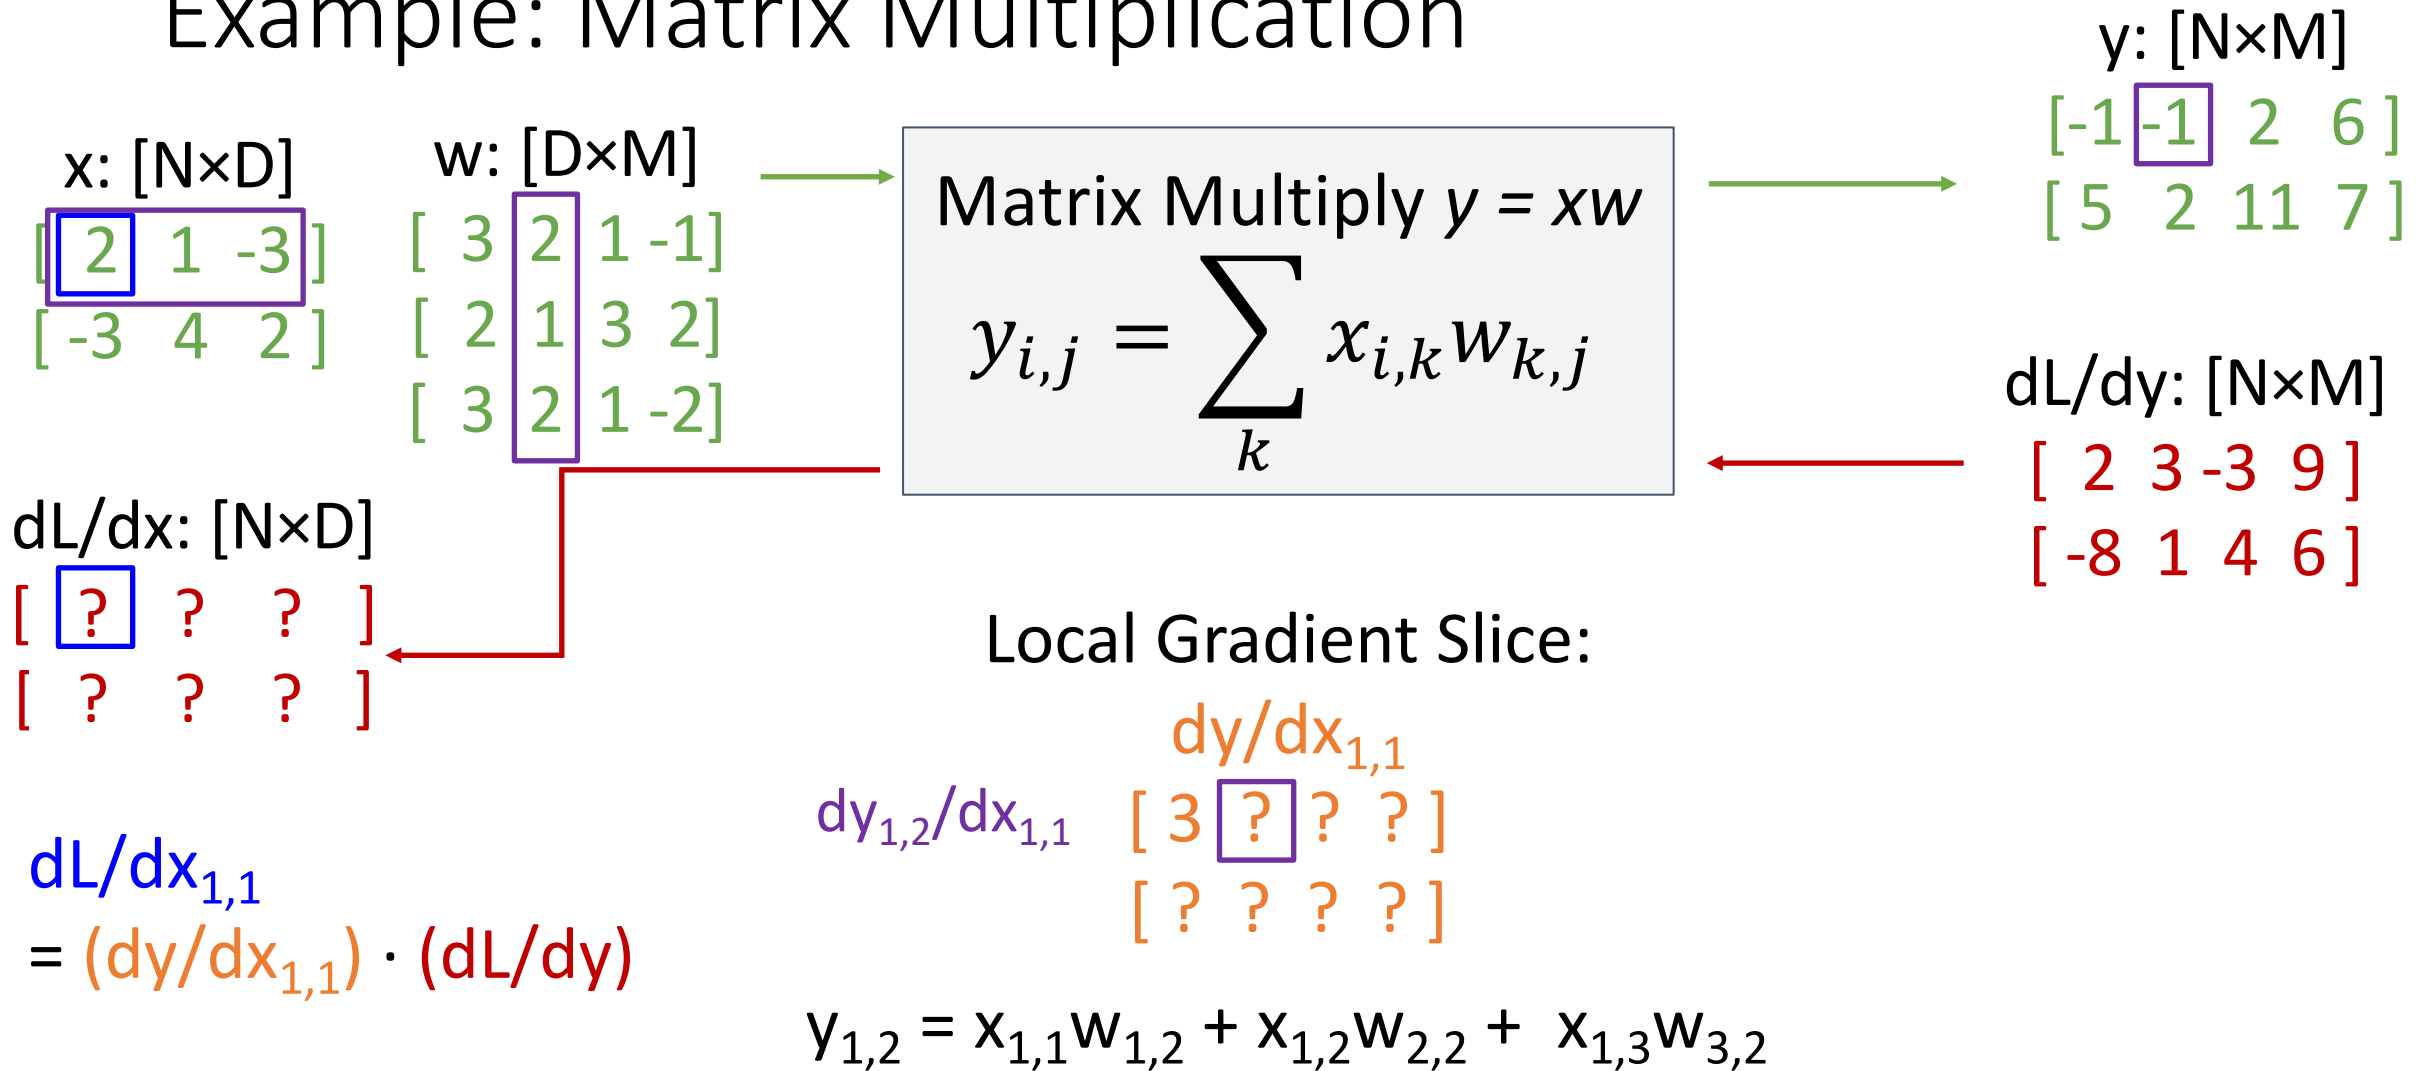 Example: Matrix Multiplication
x: [N×D]
[ 2 1 -3 ]
[ -3 4 2 ]
w: [D×M]
[ 3 2 1 -1]
[ 2 1 3 2]
[ 3 2 1 -2]
Matrix Multiply y = xw
y_{i,j} = ∑_k x_{i,k}w_{k,j}
y: [N×M]
[-1 -1 2 6 ]
[ 5 2 11 7 ]
dL/dy: [N×M]
[ 2 3 -3 9 ]
[ -8 1 4 6 ]
dL/dx: [N×D]
[ ? ? ? ]
[ ? ? ? ]
Local Gradient Slice:
dy/dx_{1,1}
dy_{1,2}/dx_{1,1}
[ 3 ? ? ? ]
[ ? ? ? ? ]
dL/dx_{1,1}
= (dy/dx_{1,1}) · (dL/dy)
y_{1,2} = x_{1,1}w_{1,2} + x_{1,2}w_{2,2} + x_{1,3}w_{3,2}